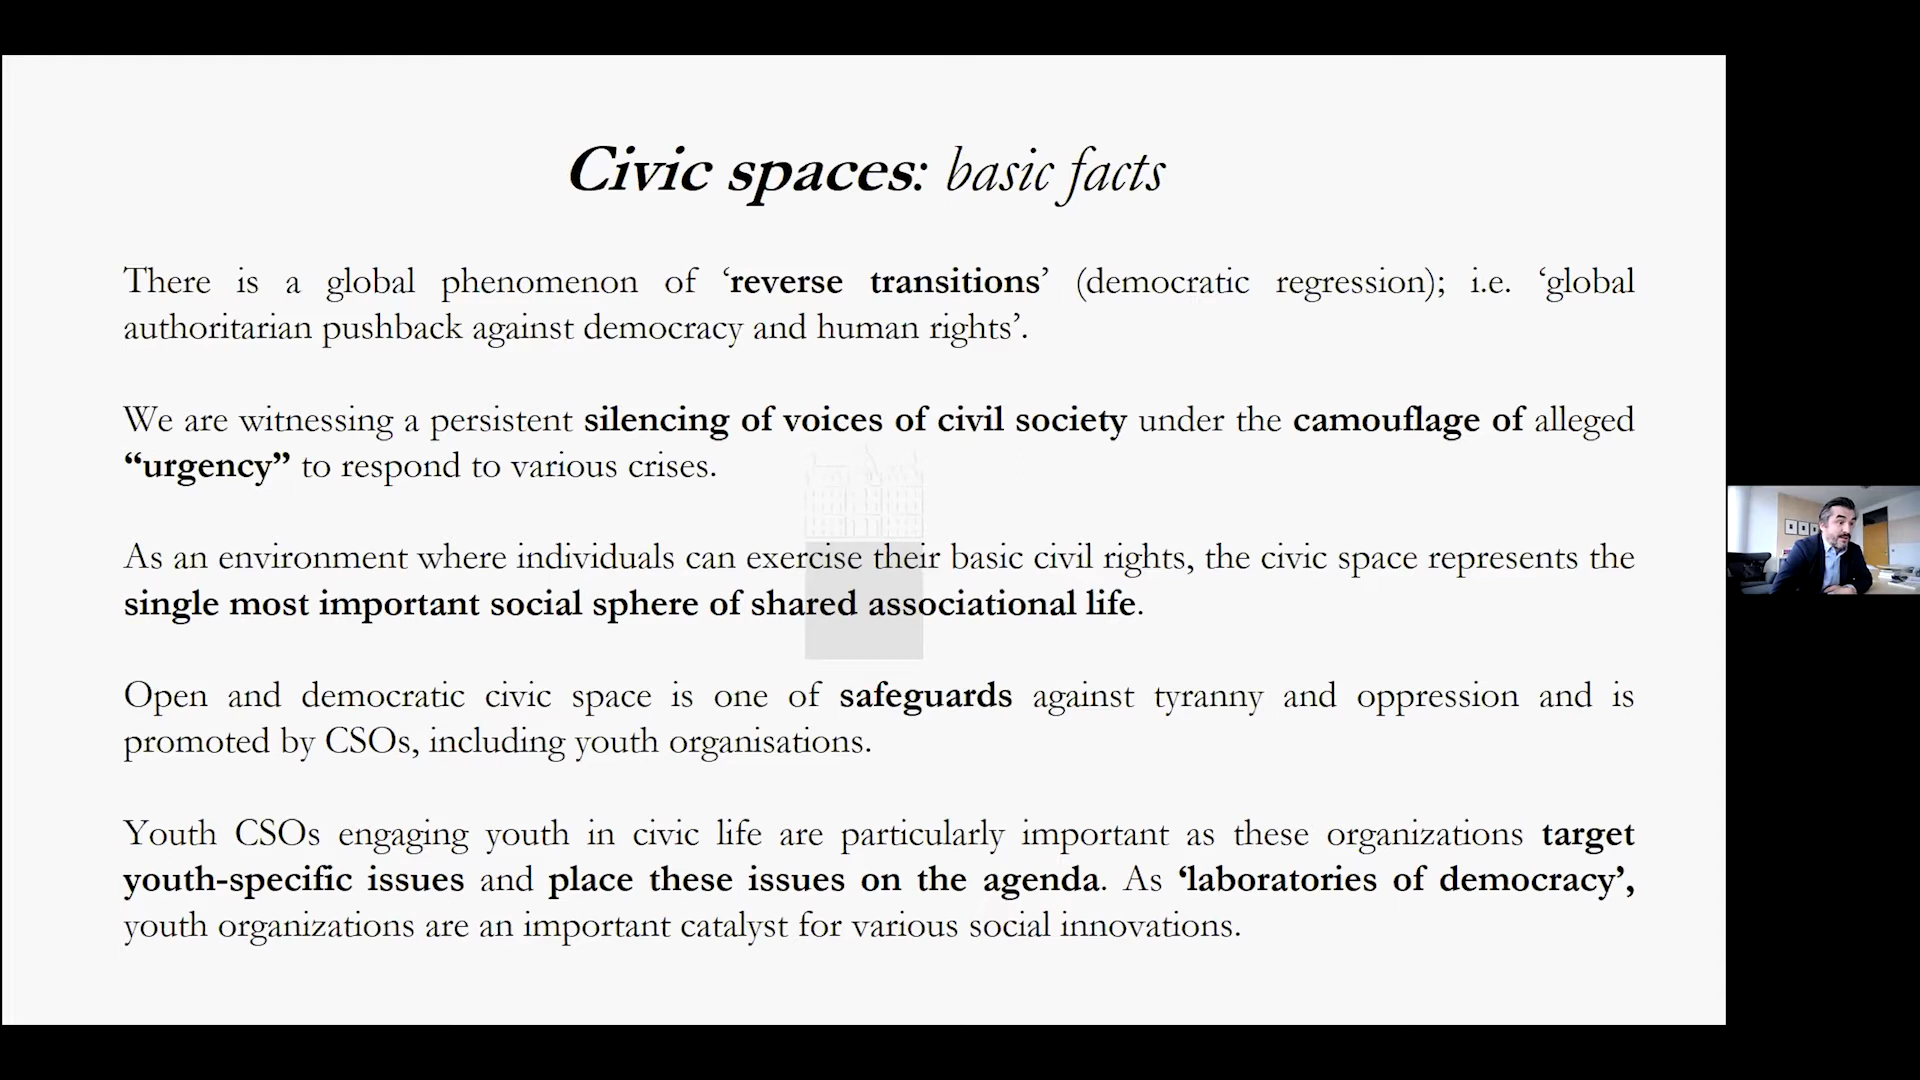 Civic spaces: basic facts
There is a global phenomenon of ‘reverse transitions’ (democratic regression); i.e. ‘global
authoritarian pushback against democracy and human rights’.
We are witnessing a persistent silencing of voices of civil society under the camouflage of alleged
“urgency” to respond to various crises.
As an environment where individuals can exercise their basic civil rights, the civic space represents the
single most important social sphere of shared associational life.
Open and democratic civic space is one of safeguards against tyranny and oppression and is
promoted by CSOs, including youth organisations.
Youth CSOs engaging youth in civic life are particularly important as these organizations target
youth-specific issues and place these issues on the agenda. As ‘laboratories of democracy’,
youth organizations are an important catalyst for various social innovations.